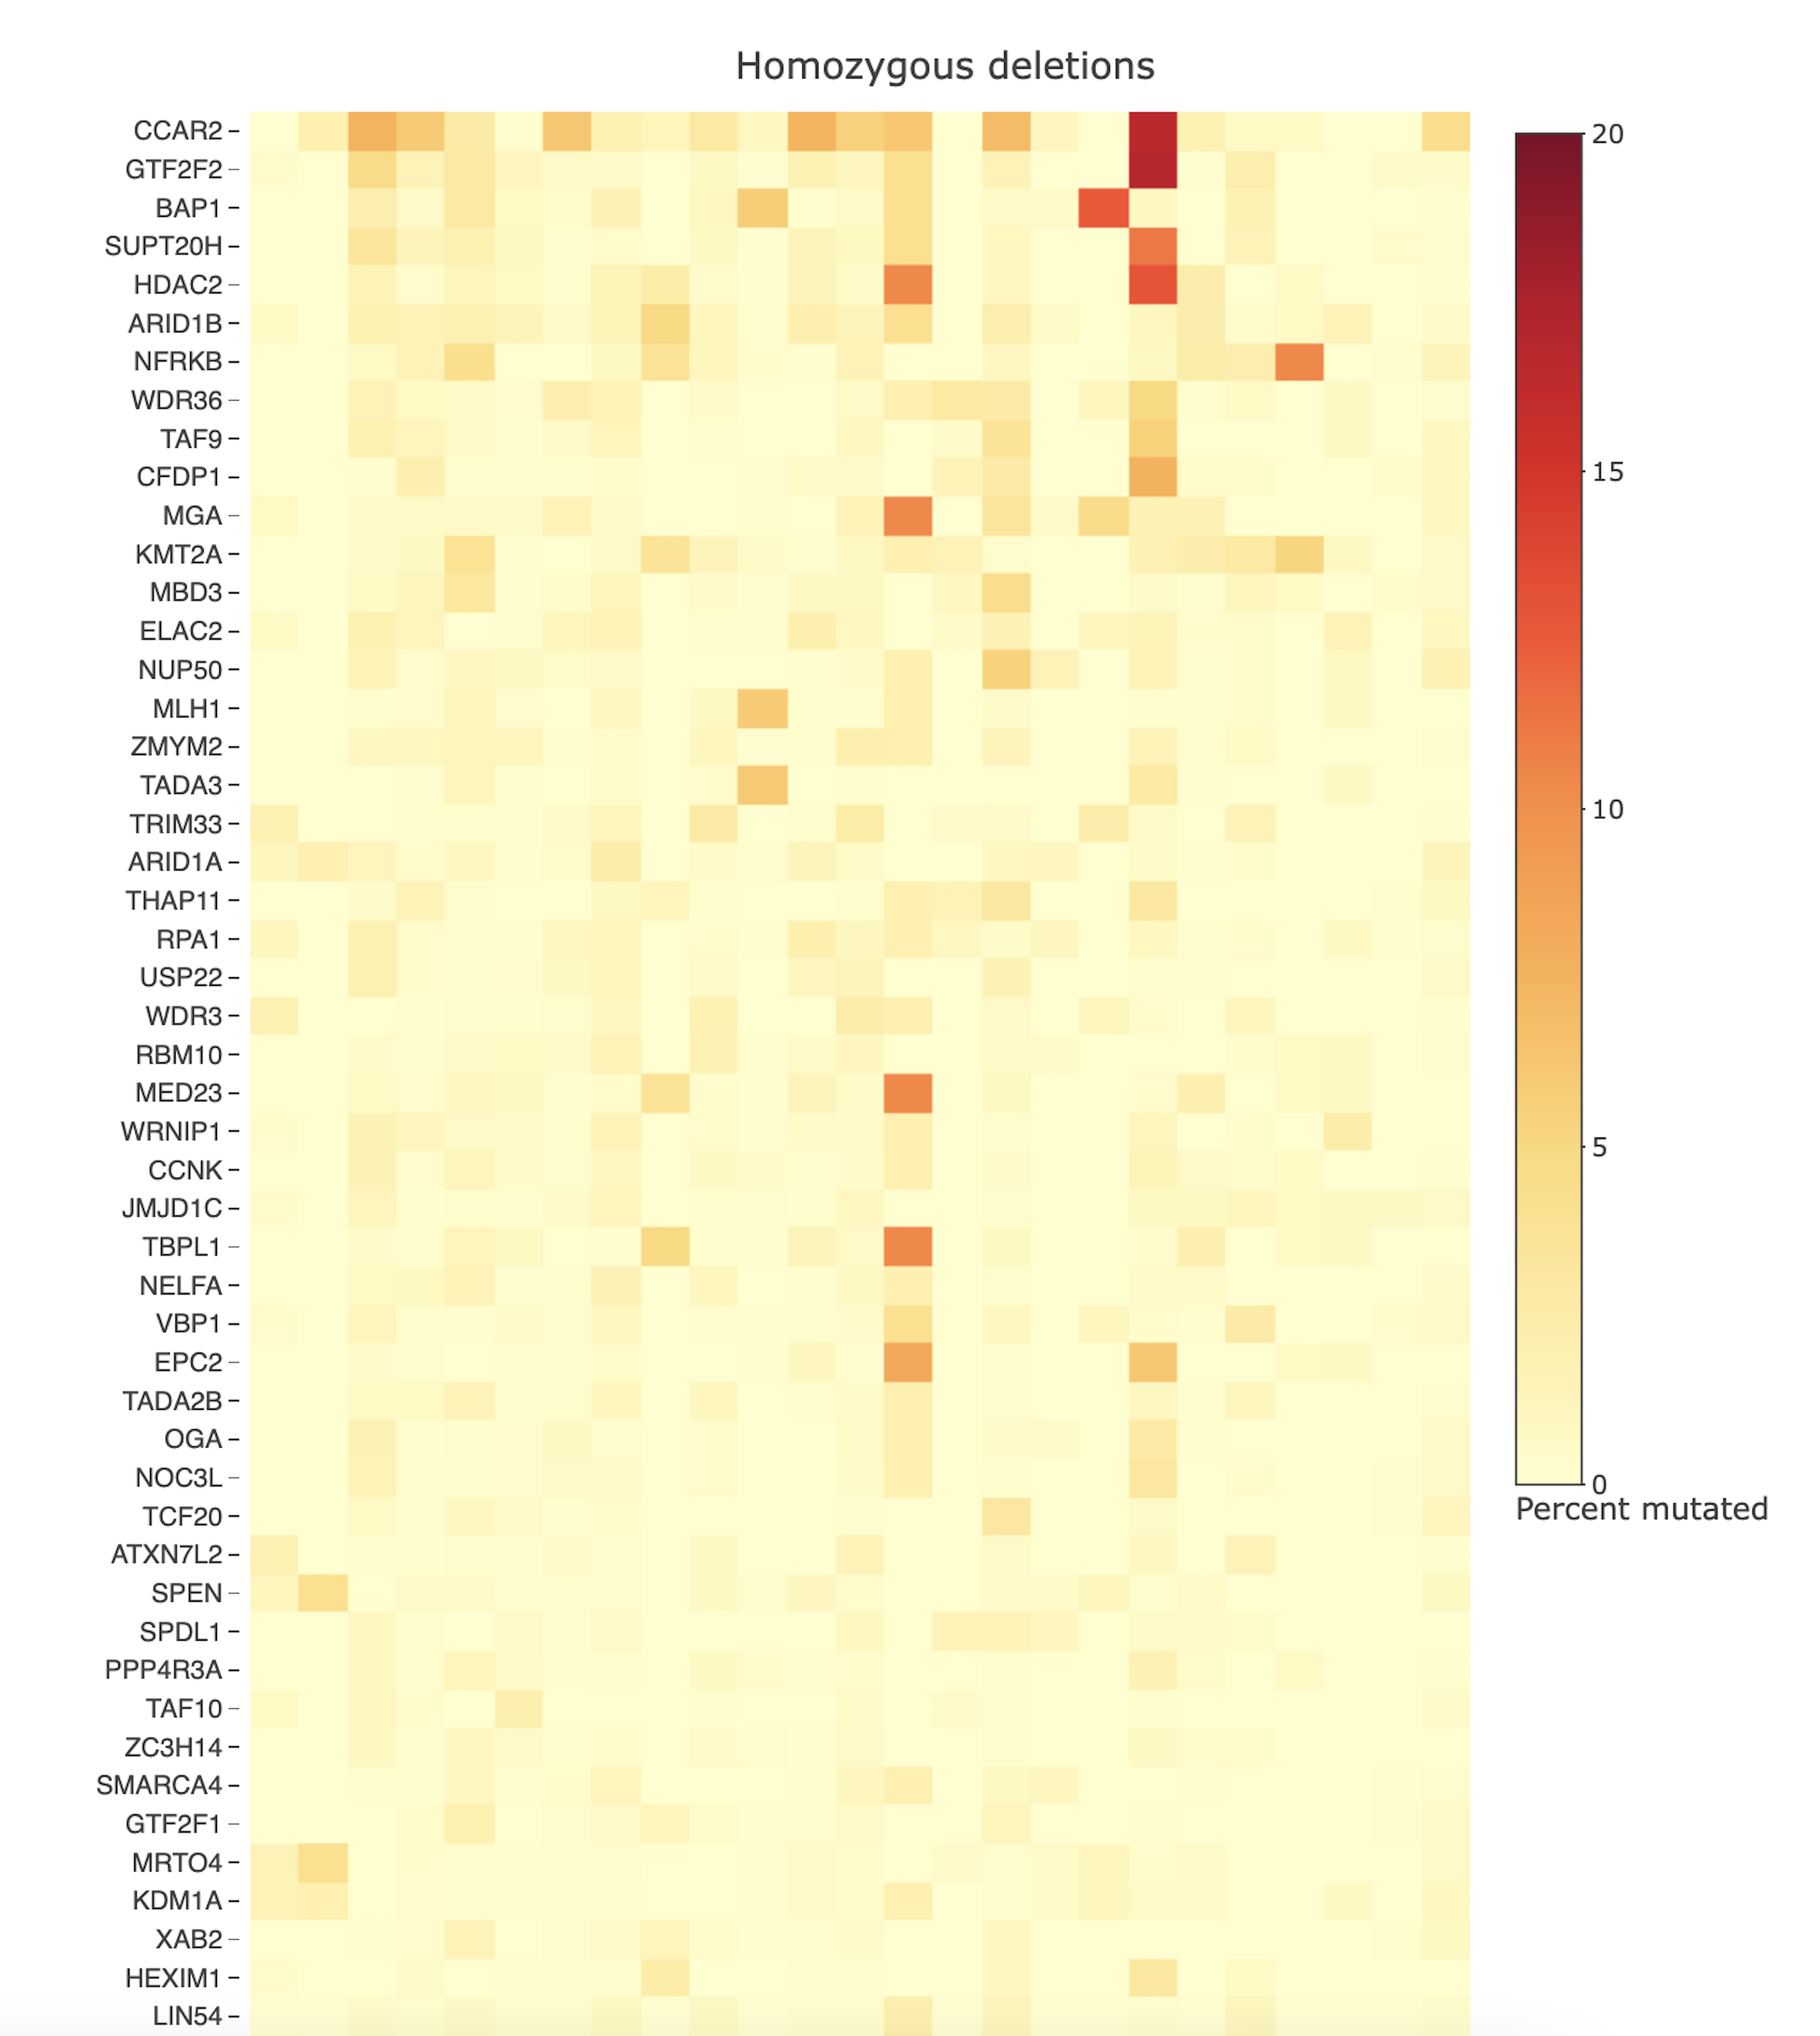 Homozygous deletions
CCAR2
GTF2F2
BAP1
SUPT20H
HDAC2
ARID1B
NFRKB
WDR36
TAF9
CFDP1
MGA
KMT2A
MBD3
ELAC2
NUP50
MLH1
ZMYM2
TADA3
TRIM33
ARID1A
THAP11
RPA1
USP22
WDR3
RBM10
MED23
WRNIP1
CCNK
JMJD1C
TBPL1
NELFA
VBP1
EPC2
TADA2B
OGA
NOC3L
TCF20
ATXN7L2
SPEN
SPDL1
PPP4R3A
TAF10
ZC3H14
SMARCA4
GTF2F1
MRTO4
KDM1A
XAB2
HEXIM1
LIN54
20
15
10
5
0
Percent mutated